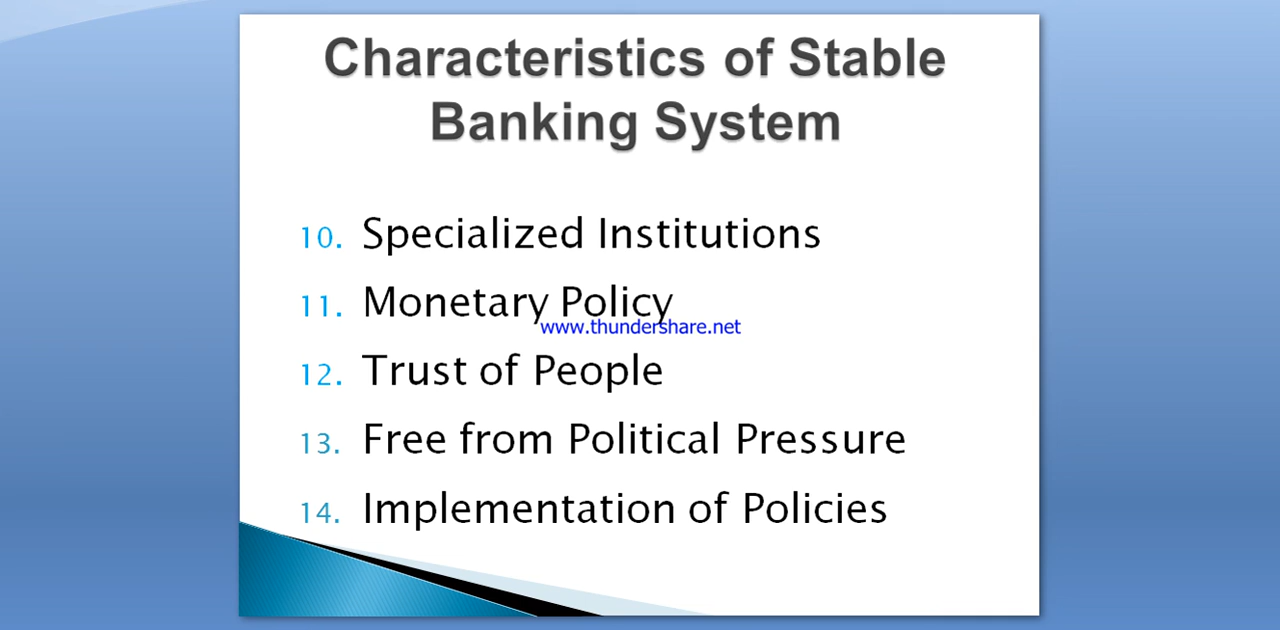 Characteristics of Stable
Banking System
10. Specialized Institutions
11. Monetary Policy
www.thundershare.net
12. Trust of People
13. Free from Political Pressure
14. Implementation of Policies